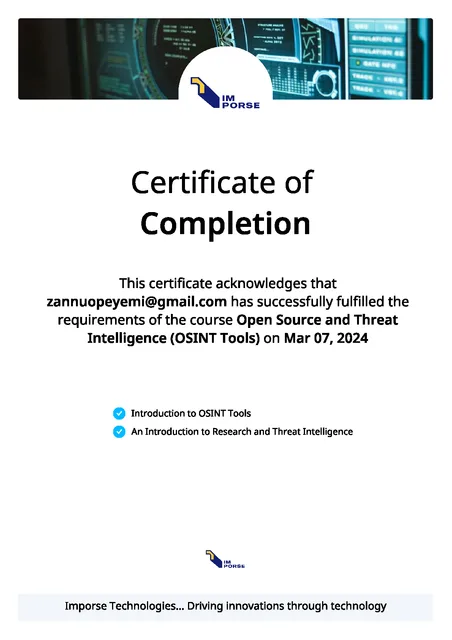 IM
PORSE
Certificate of
Completion
This certificate acknowledges that
zannuopeyemi@gmail.com has successfully fulfilled the
requirements of the course Open Source and Threat
Intelligence (OSINT Tools) on Mar 07, 2024
Introduction to OSINT Tools
An Introduction to Research and Threat Intelligence
IM
PORSE
Imporse Technologies... Driving innovations through technology